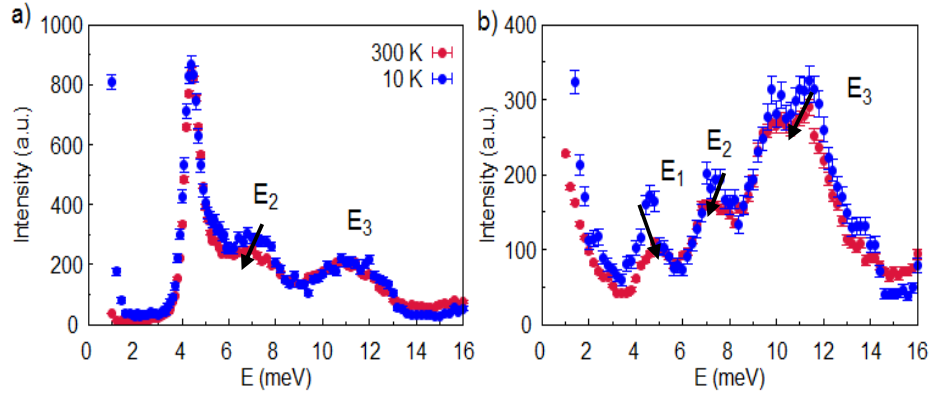 a)
1000
800
600
400
200
0
Intensity (a.u.)
300 K
10 K
E2
E3
0 2 4 6 8 10 12 14 16
E (meV)
b)
400
300
200
100
0
Intensity (a.u.)
E1
E2
E3
0 2 4 6 8 10 12 14 16
E (meV)